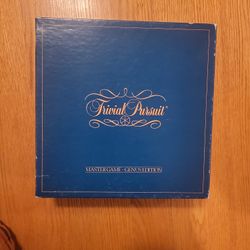 Trivial Pursuit
MASTER GAME - GENUS EDITION